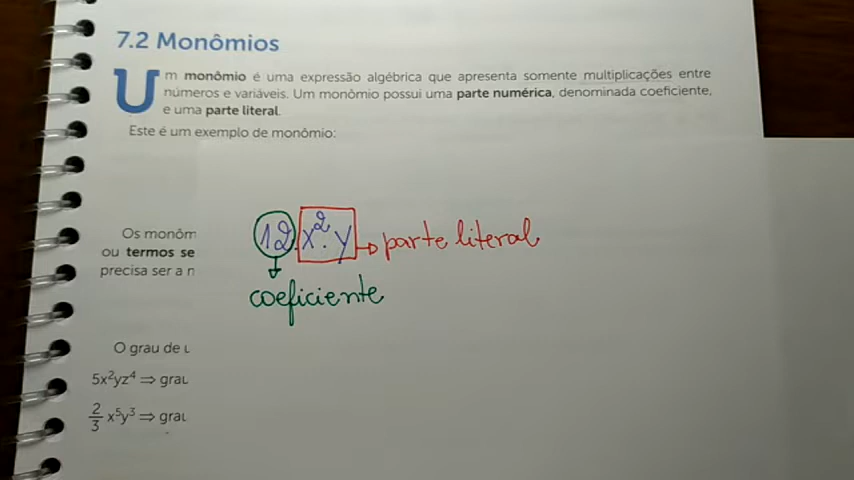 7.2 Monômios
Um monômio é uma expressão algébrica que apresenta somente multiplicações entre
números e variáveis. Um monômio possui uma parte numérica, denominada coeficiente,
e uma parte literal.
Este é um exemplo de monômio:
12.x².y → parte literal
coeficiente
Os monôm
ou termos se
precisa ser a n
O grau de
5x²yz⁴ ⇒ grau
2/3 x⁵y³ ⇒ grau